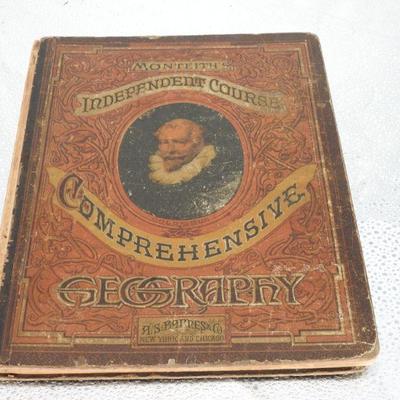 MONTEITH'S
INDEPENDENT COURSE
COMPREHENSIVE
GEOGRAPHY
A.S. BARNES & CO
NEW YORK AND CHICAGO